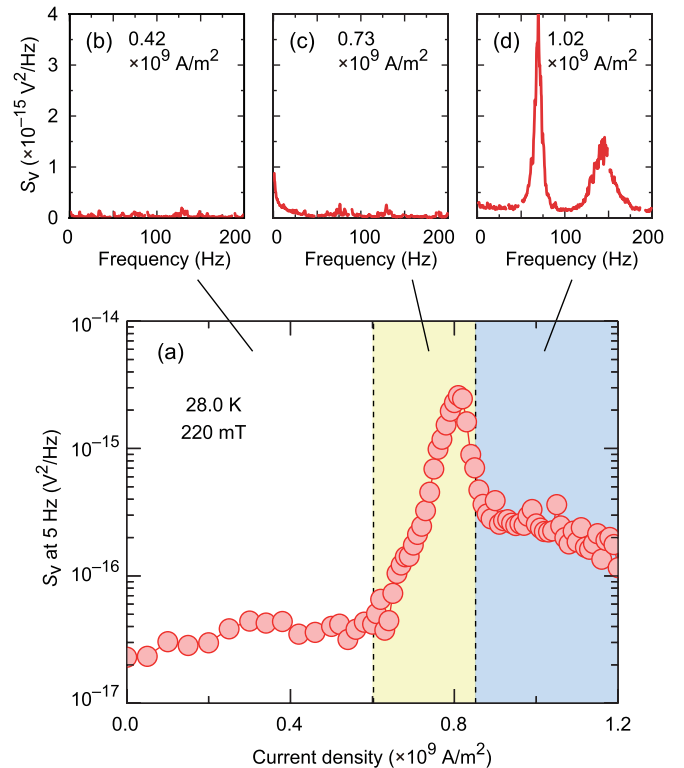 (b) 0.42
×10⁹ A/m²
(c) 0.73
×10⁹ A/m²
(d) 1.02
×10⁹ A/m²
Sᵥ (×10⁻¹⁵ V²/Hz)
4
3
2
1
0
0 100 200
Frequency (Hz)
0 100 200
Frequency (Hz)
0 100 200
Frequency (Hz)
(a)
28.0 K
220 mT
Sᵥ at 5 Hz (V²/Hz)
10⁻¹⁴
10⁻¹⁵
10⁻¹⁶
10⁻¹⁷
0.0 0.4 0.8 1.2
Current density (×10⁹ A/m²)